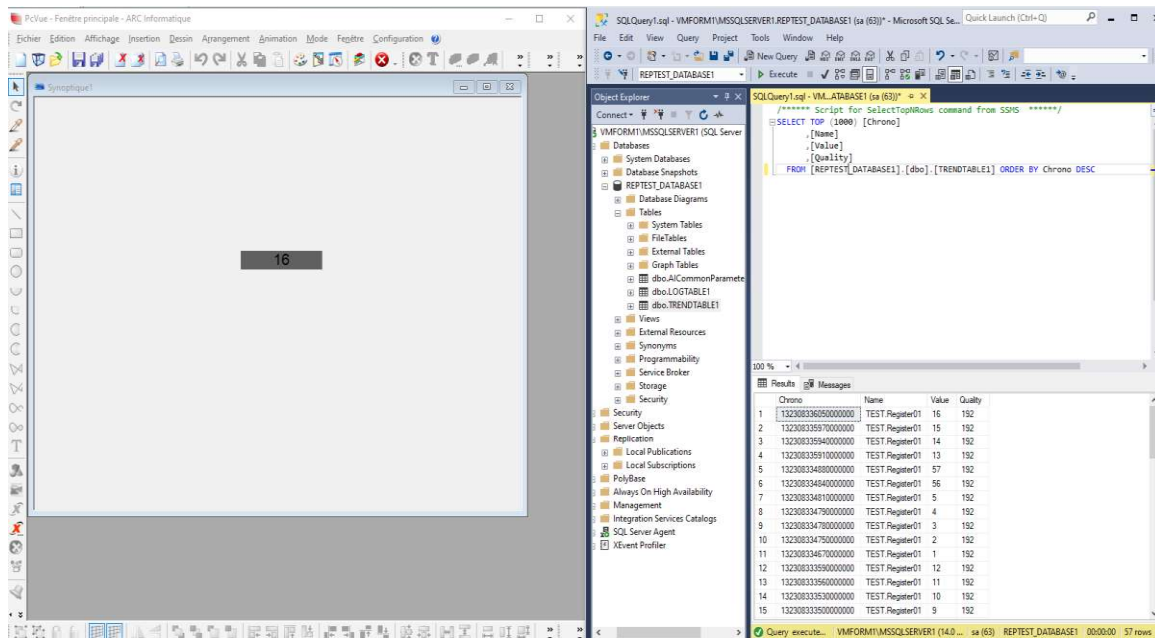 PcVue - Fenêtre principale - ARC Informatique
Fichier Edition Affichage Insertion Dessin Arrangement Animation Mode Fenêtre Configuration
Synoptique1
16
SQLQuery1.sql - VMFORM1\MSSQLSERVER1.REPTEST_DATABASE1 (sa (63))* - Microsoft SQL Se...
Quick Launch (Ctrl+Q)
File Edit View Query Project Tools Window Help
New Query
REPTEST_DATABASE1
Execute
Object Explorer
Connect
VMFORM1\MSSQLSERVER1 (SQL Server
Databases
System Databases
Database Snapshots
REPTEST_DATABASE1
Database Diagrams
Tables
System Tables
FileTables
External Tables
Graph Tables
dbo.AICommonParamete
dbo.LOGTABLE1
dbo.TRENDTABLE1
Views
External Resources
Synonyms
Programmability
Service Broker
Storage
Security
Security
Server Objects
Replication
Local Publications
Local Subscriptions
PolyBase
Always On High Availability
Management
Integration Services Catalogs
SQL Server Agent
XEvent Profiler
SQLQuery1.sql - VM...ATABASE1 (sa (63))*
/****** Script for SelectTopNRows command from SSMS ******/
SELECT TOP (1000) [Chrono]
,[Name]
,[Value]
,[Quality]
FROM [REPTEST_DATABASE1].[dbo].[TRENDTABLE1] ORDER BY Chrono DESC
100 %
Results Messages
Chrono Name Value Quality
1 132308336050000000 TEST.Register01 16 192
2 132308335970000000 TEST.Register01 15 192
3 132308335940000000 TEST.Register01 14 192
4 132308335910000000 TEST.Register01 13 192
5 132308334880000000 TEST.Register01 57 192
6 132308334840000000 TEST.Register01 56 192
7 132308334810000000 TEST.Register01 5 192
8 132308334790000000 TEST.Register01 4 192
9 132308334780000000 TEST.Register01 3 192
10 132308334750000000 TEST.Register01 2 192
11 132308334670000000 TEST.Register01 1 192
12 132308333590000000 TEST.Register01 12 192
13 132308333560000000 TEST.Register01 11 192
14 132308333530000000 TEST.Register01 10 192
15 132308333500000000 TEST.Register01 9 192
Query execute... VMFORM1\MSSQLSERVER1 (14.0 ... sa (63) REPTEST_DATABASE1 00:00:00 57 rows